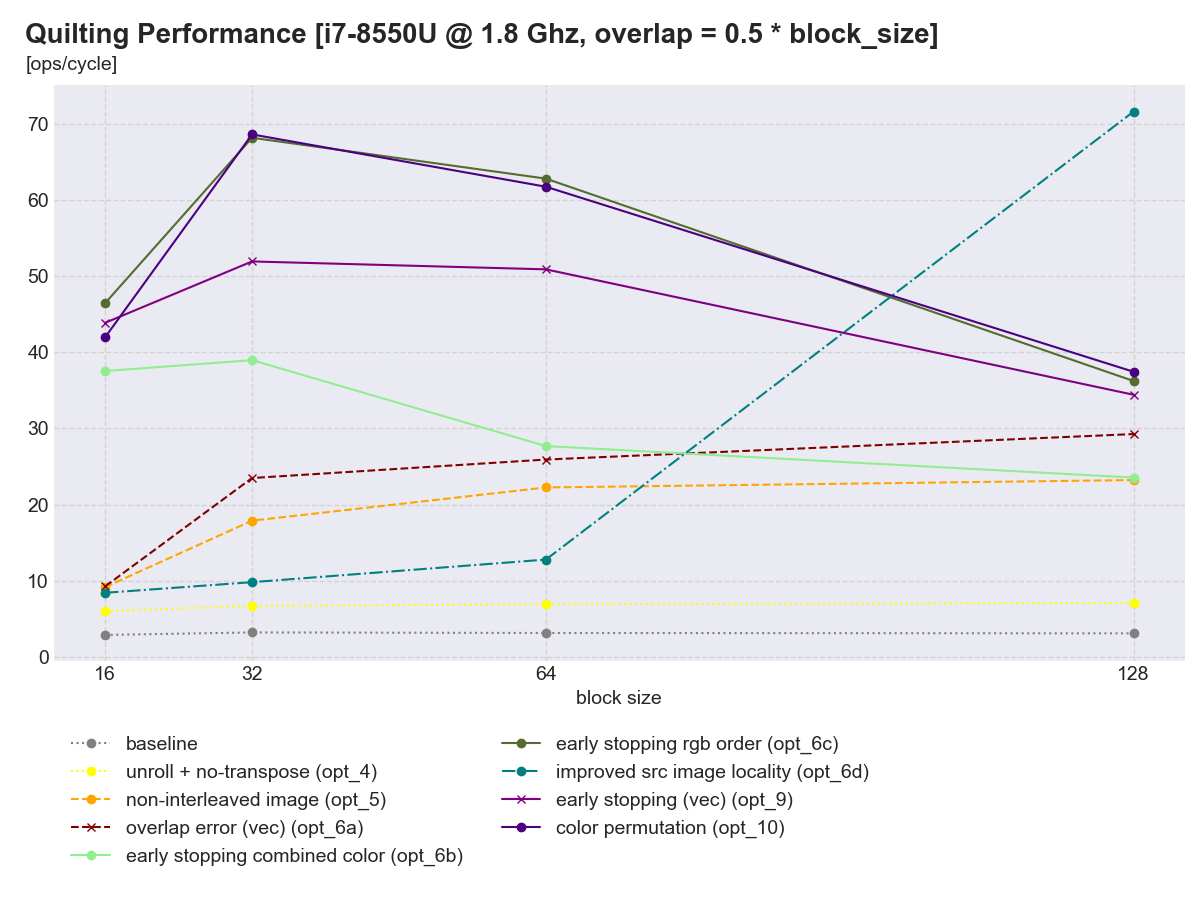 Quilting Performance [i7-8550U @ 1.8 Ghz, overlap = 0.5 * block_size]
[ops/cycle]
70
60
50
40
30
20
10
0
16 32 64 128
block size
baseline
unroll + no-transpose (opt_4)
non-interleaved image (opt_5)
overlap error (vec) (opt_6a)
early stopping combined color (opt_6b)
early stopping rgb order (opt_6c)
improved src image locality (opt_6d)
early stopping (vec) (opt_9)
color permutation (opt_10)